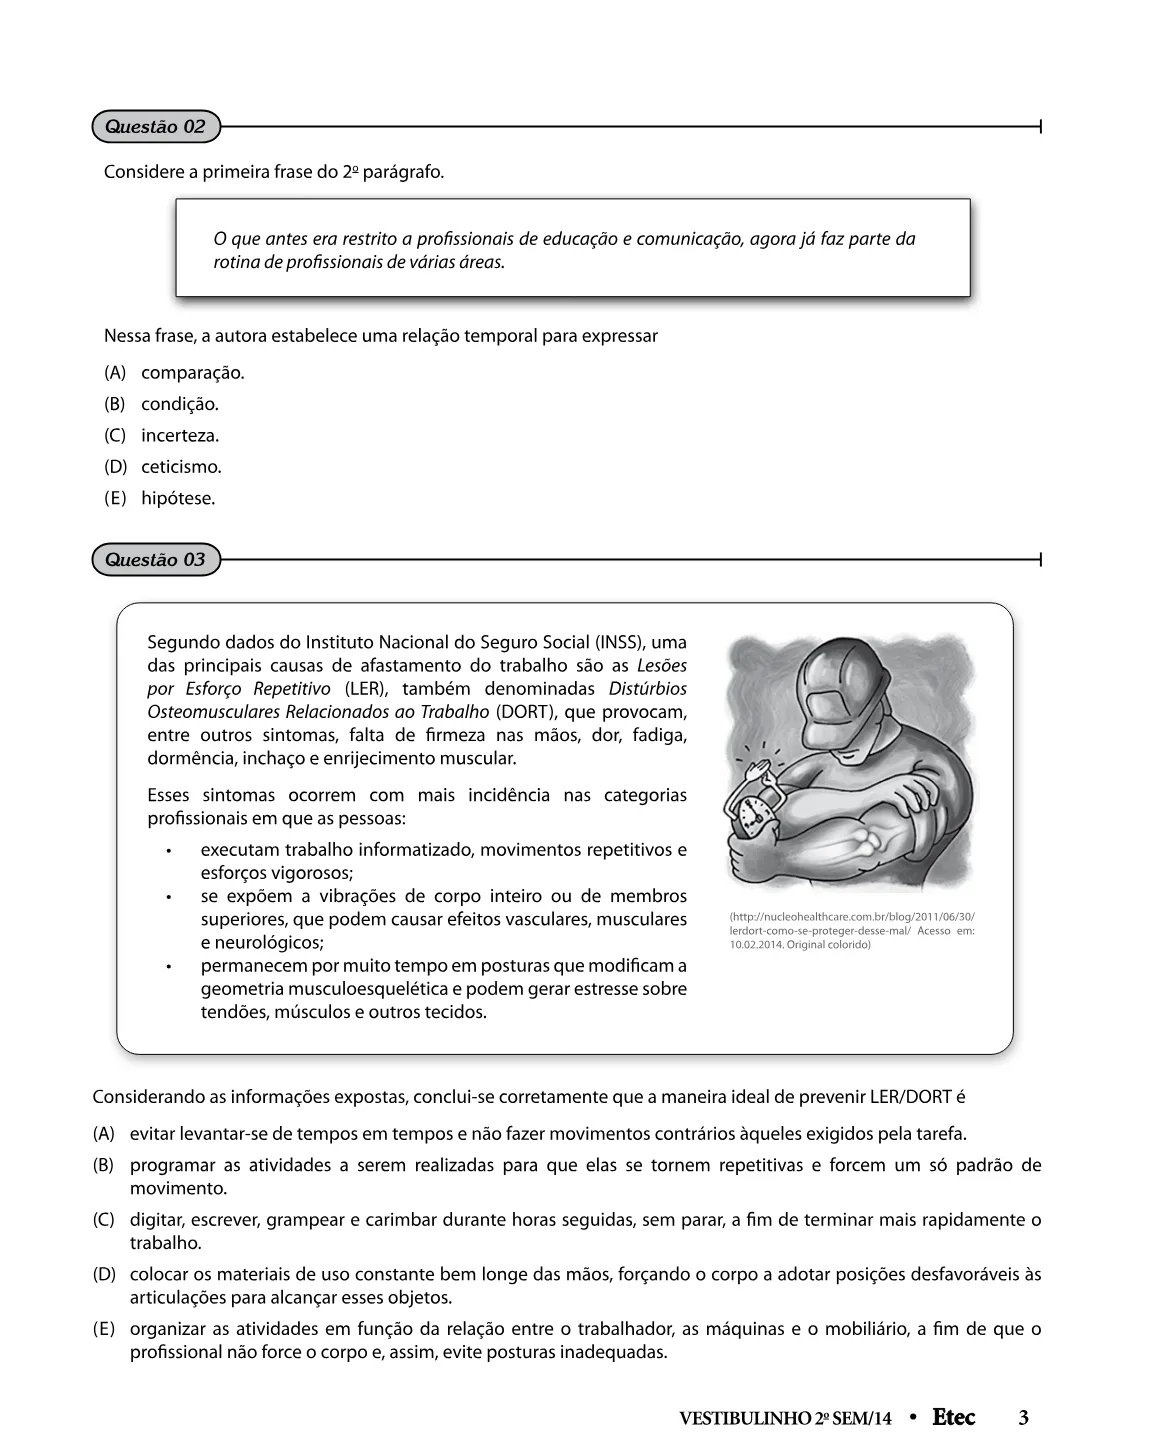 Questão 02
Considere a primeira frase do 2º parágrafo.
O que antes era restrito a profissionais de educação e comunicação, agora já faz parte da
rotina de profissionais de várias áreas.
Nessa frase, a autora estabelece uma relação temporal para expressar
(A) comparação.
(B) condição.
(C) incerteza.
(D) ceticismo.
(E) hipótese.
Questão 03
Segundo dados do Instituto Nacional do Seguro Social (INSS), uma
das principais causas de afastamento do trabalho são as Lesões
por Esforço Repetitivo (LER), também denominadas Distúrbios
Osteomusculares Relacionados ao Trabalho (DORT), que provocam,
entre outros sintomas, falta de firmeza nas mãos, dor, fadiga,
dormência, inchaço e enrijecimento muscular.
Esses sintomas ocorrem com mais incidência nas categorias
profissionais em que as pessoas:
• executam trabalho informatizado, movimentos repetitivos e
esforços vigorosos;
• se expõem a vibrações de corpo inteiro ou de membros
superiores, que podem causar efeitos vasculares, musculares
e neurológicos;
• permanecem por muito tempo em posturas que modificam a
geometria musculoesquelética e podem gerar estresse sobre
tendões, músculos e outros tecidos.
(http://nucleohealthcare.com.br/blog/2011/06/30/
lerdort-como-se-proteger-desse-mal/ Acesso em:
10.02.2014. Original colorido)
Considerando as informações expostas, conclui-se corretamente que a maneira ideal de prevenir LER/DORT é
(A) evitar levantar-se de tempos em tempos e não fazer movimentos contrários àqueles exigidos pela tarefa.
(B) programar as atividades a serem realizadas para que elas se tornem repetitivas e forcem um só padrão de
movimento.
(C) digitar, escrever, grampear e carimbar durante horas seguidas, sem parar, a fim de terminar mais rapidamente o
trabalho.
(D) colocar os materiais de uso constante bem longe das mãos, forçando o corpo a adotar posições desfavoráveis às
articulações para alcançar esses objetos.
(E) organizar as atividades em função da relação entre o trabalhador, as máquinas e o mobiliário, a fim de que o
profissional não force o corpo e, assim, evite posturas inadequadas.
VESTIBULINHO 2º SEM/14 • Etec 3